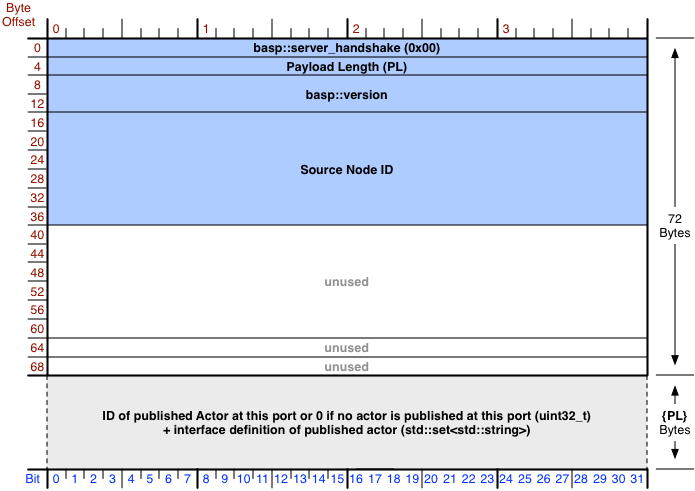 Byte
Offset
0 1 2 3
0 basp::server_handshake (0x00)
4 Payload Length (PL)
8
basp::version
12
16
20
24
Source Node ID
28
32
36
72
Bytes
40
44
48
unused
52
56
60
64 unused
68 unused
ID of published Actor at this port or 0 if no actor is published at this port (uint32_t)
+ interface definition of published actor (std::set<std::string>)
{PL}
Bytes
Bit 0 1 2 3 4 5 6 7 8 9 10 11 12 13 14 15 16 17 18 19 20 21 22 23 24 25 26 27 28 29 30 31